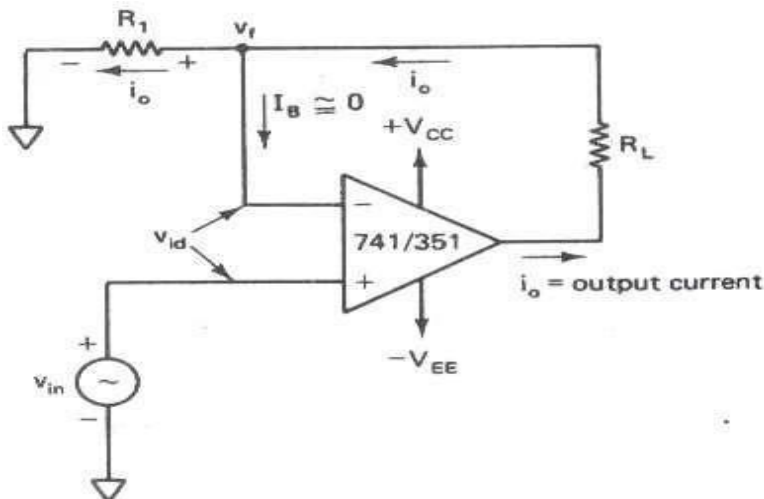 R₁
v_f
− +
i_o
i_o
I_B ≅ 0
+V_CC
R_L
−
741/351
v_id
+
i_o = output current
+
−V_EE
v_in
∼
−